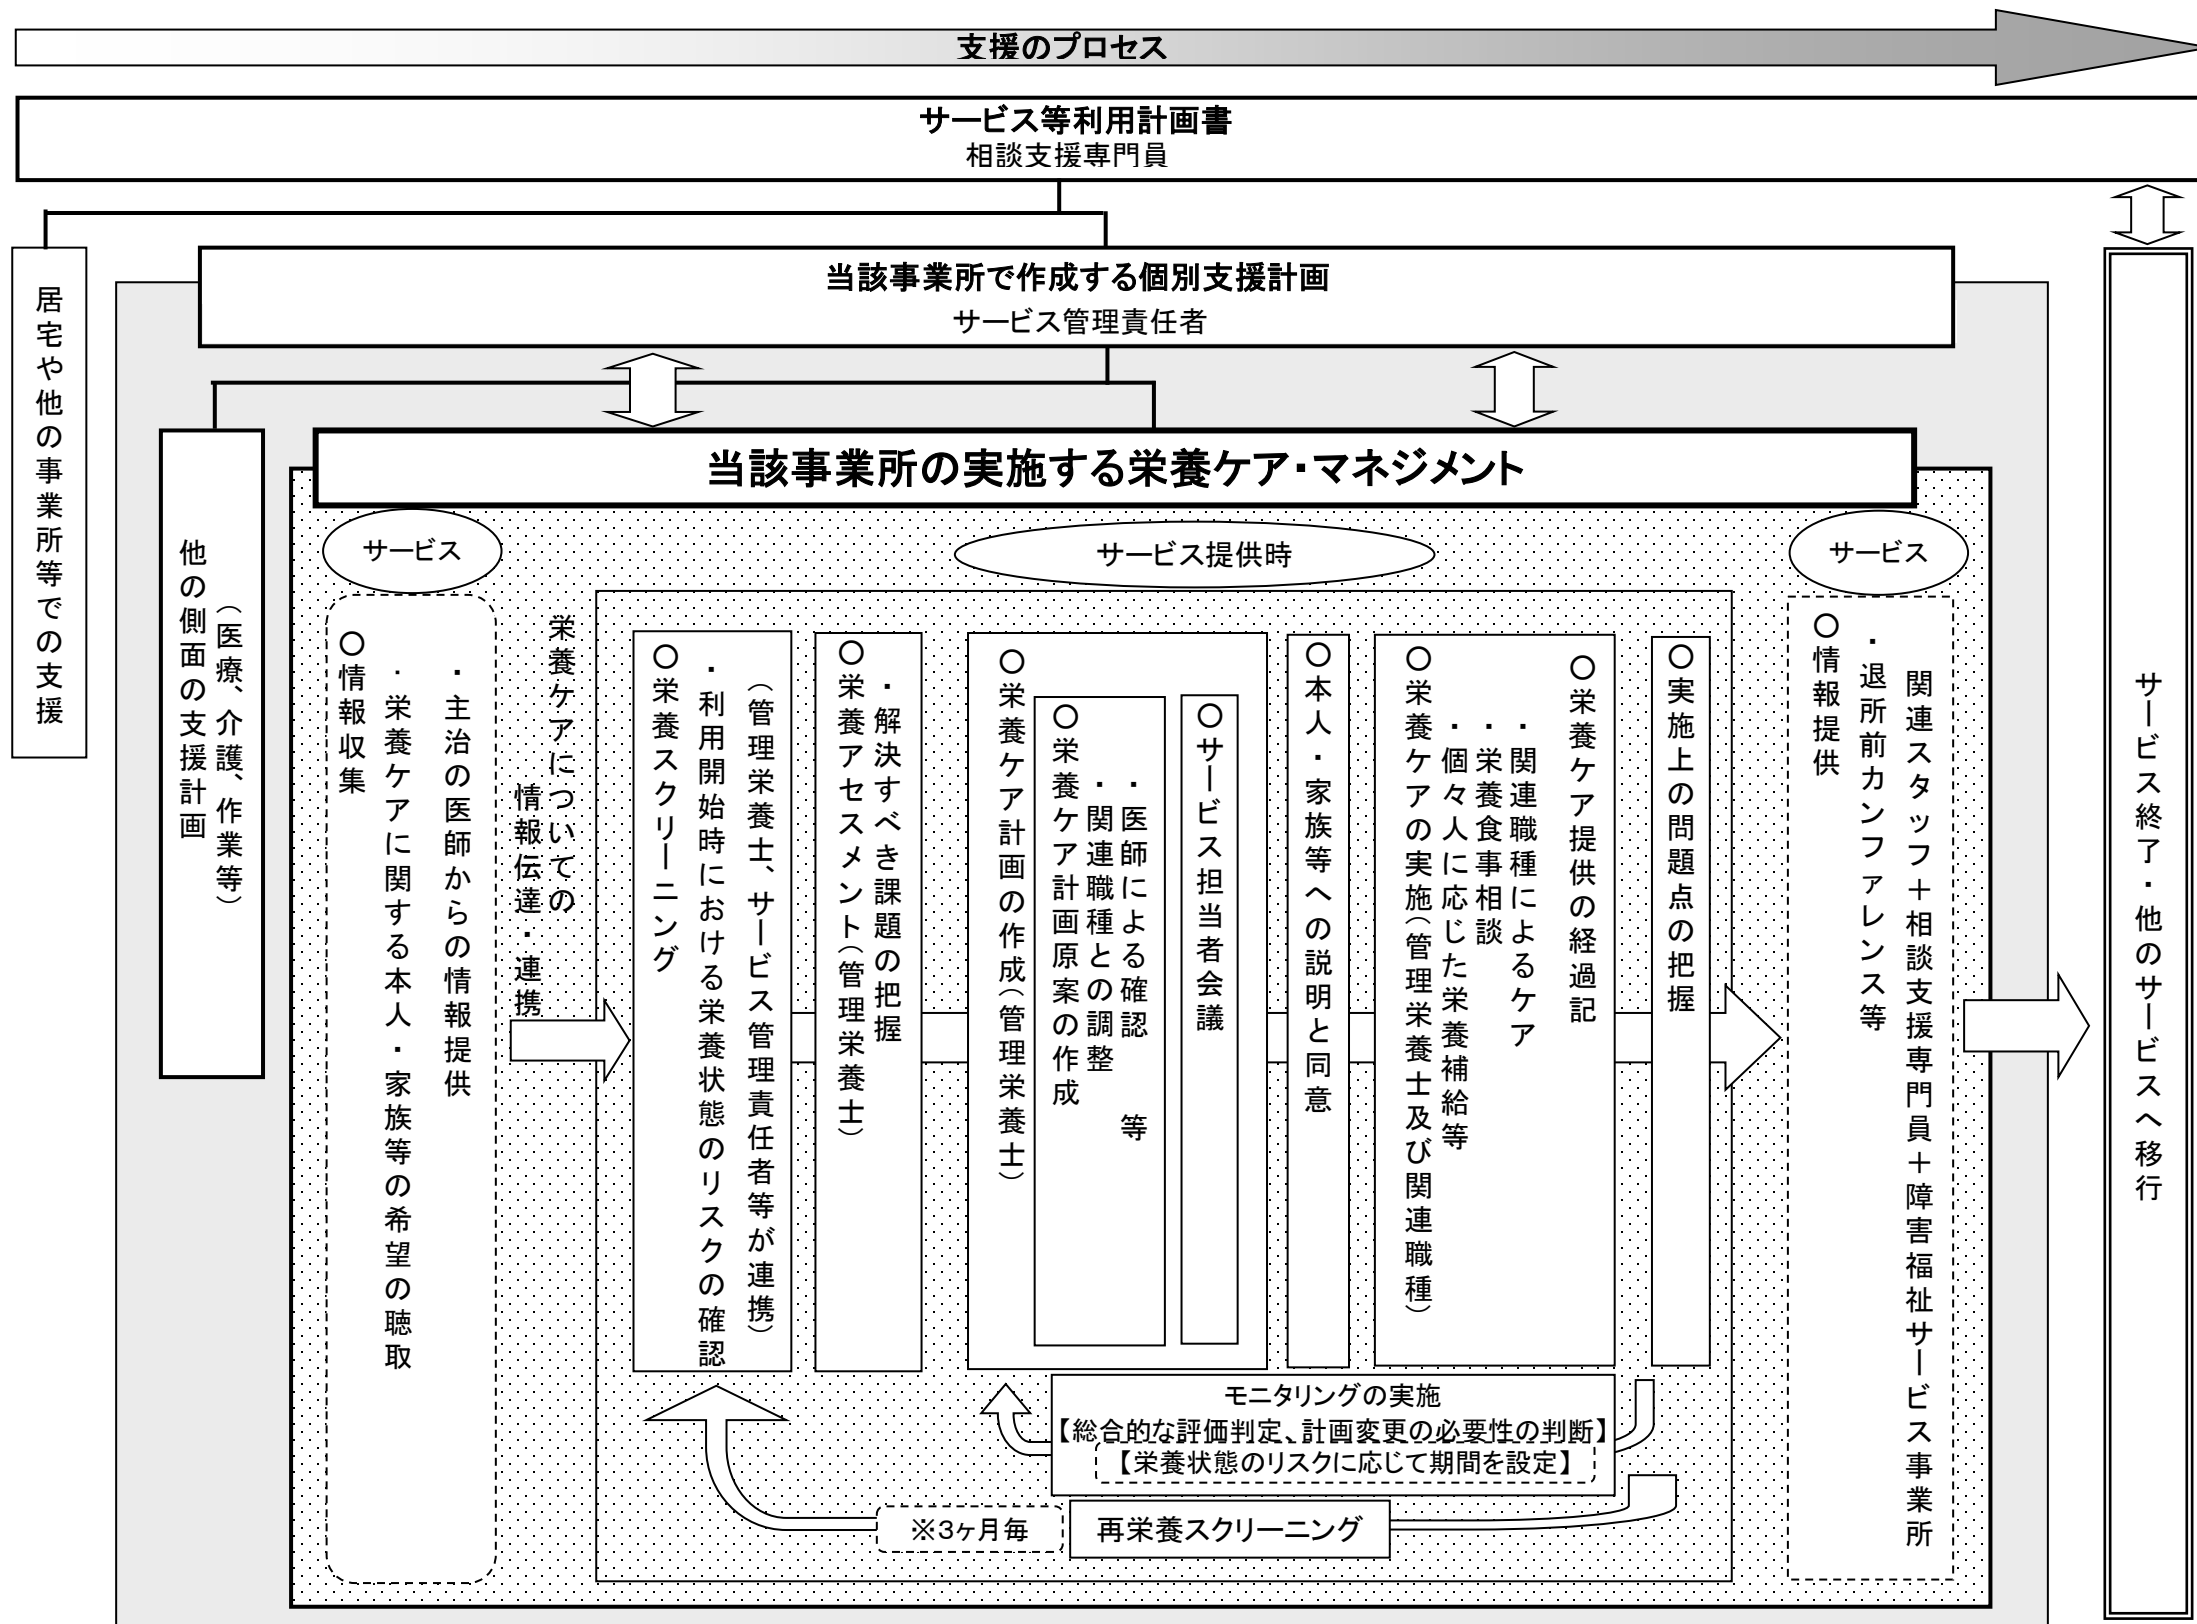 支援のプロセス
サービス等利用計画書
相談支援専門員
居宅や他の事業所等での支援
当該事業所で作成する個別支援計画
サービス管理責任者
他の側面の支援計画
（医療、介護、作業等）
当該事業所の実施する栄養ケア・マネジメント
サービス
○情報収集
・栄養ケアに関する本人・家族等の希望の聴取
・主治の医師からの情報提供
栄養ケアについての
情報伝達・連携
サービス提供時
○栄養スクリーニング
・利用開始時における栄養状態のリスクの確認
（管理栄養士、サービス管理責任者等が連携）
○栄養アセスメント（管理栄養士）
・解決すべき課題の把握
○栄養ケア計画の作成（管理栄養士）
○栄養ケア計画原案の作成
・関連職種との調整
・医師による確認　等
○サービス担当者会議
○本人・家族等への説明と同意
○栄養ケアの実施（管理栄養士及び関連職種）
・個々人に応じた栄養補給等
・栄養食事相談
・関連職種によるケア
○栄養ケア提供の経過記
○実施上の問題点の把握
モニタリングの実施
【総合的な評価判定、計画変更の必要性の判断】
【栄養状態のリスクに応じて期間を設定】
※3ヶ月毎
再栄養スクリーニング
サービス
○情報提供
・退所前カンファレンス等
関連スタッフ＋相談支援専門員＋障害福祉サービス事業所
サービス終了・他のサービスへ移行